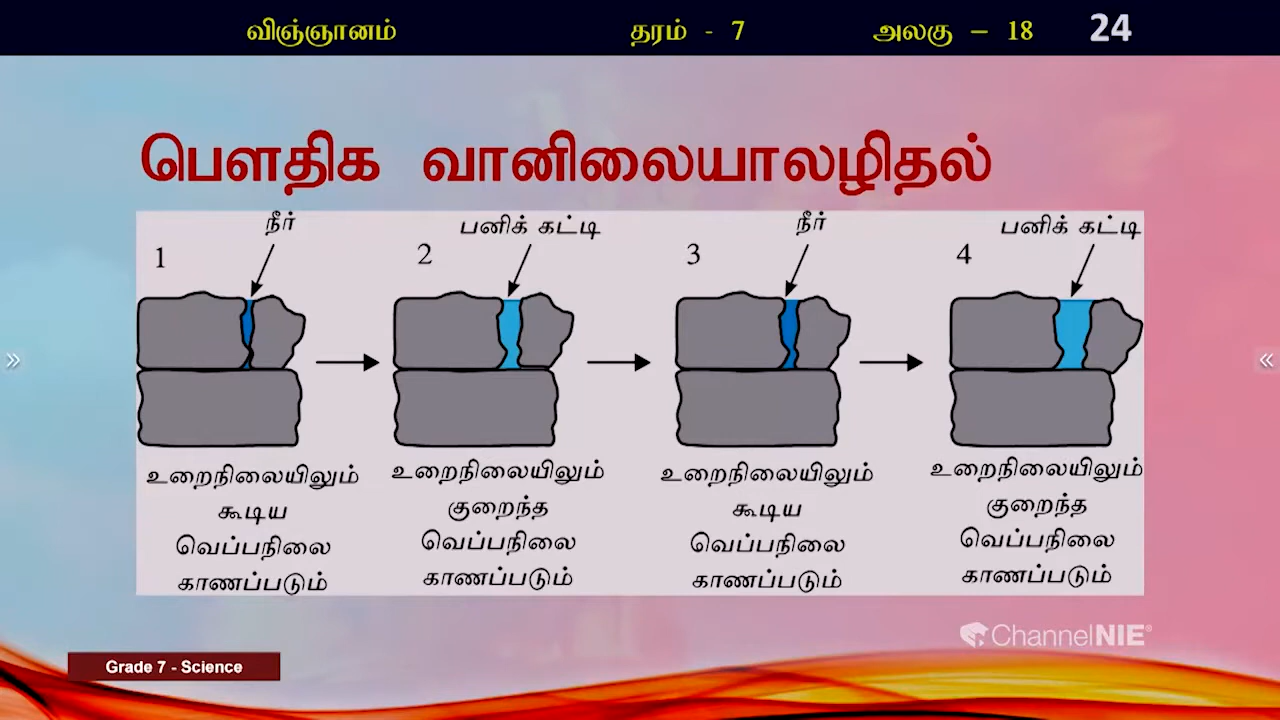 விஞ்ஞானம் தரம் - 7 அலகு – 18 24
பௌதிக வானிலையாலழிதல்
நீர் பனிக் கட்டி நீர் பனிக் கட்டி
1 2 3 4
உறைநிலையிலும்
கூடிய
வெப்பநிலை
காணப்படும்
உறைநிலையிலும்
குறைந்த
வெப்பநிலை
காணப்படும்
உறைநிலையிலும்
கூடிய
வெப்பநிலை
காணப்படும்
உறைநிலையிலும்
குறைந்த
வெப்பநிலை
காணப்படும்
ChannelNIE®
Grade 7 - Science